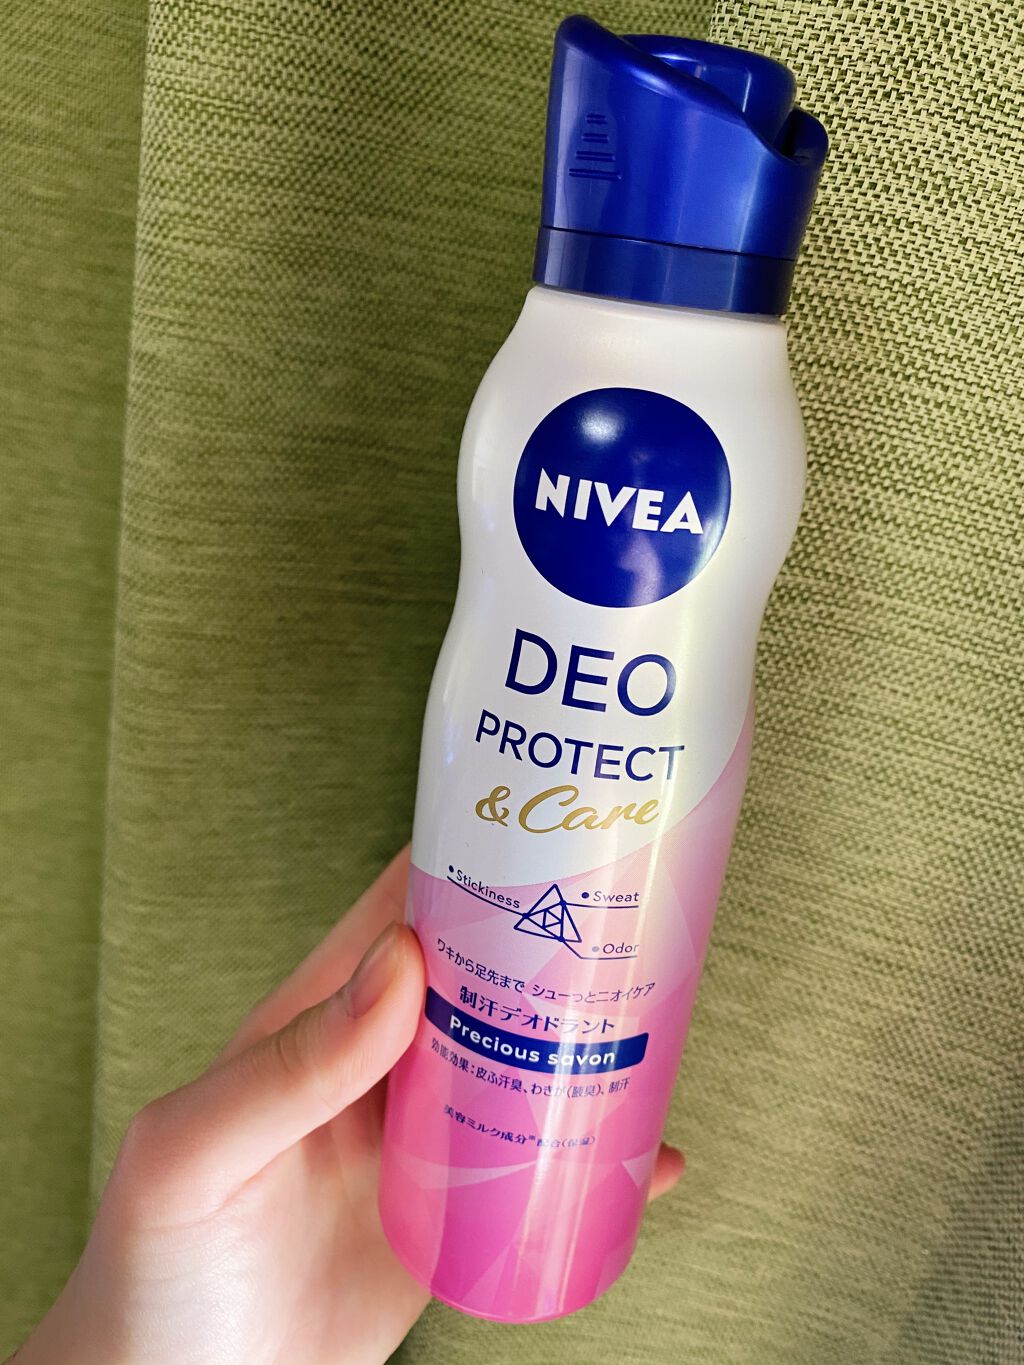 NIVEA
DEO
PROTECT
& Care
Stickiness
Sweat
Odor
ワキから足先まで シューっとニオイケア
制汗デオドラント
Precious savon
効能効果：皮ふ汗臭、わきが（腋臭）、制汗
美容ミルク成分※配合（保湿）